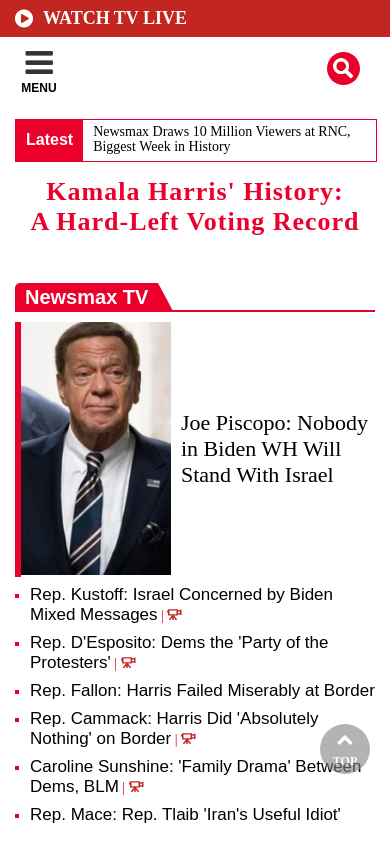 WATCH TV LIVE
MENU
Latest
Newsmax Draws 10 Million Viewers at RNC,
Biggest Week in History
Kamala Harris' History:
A Hard-Left Voting Record
Newsmax TV
Joe Piscopo: Nobody
in Biden WH Will
Stand With Israel
Rep. Kustoff: Israel Concerned by Biden
Mixed Messages |
Rep. D'Esposito: Dems the 'Party of the
Protesters' |
Rep. Fallon: Harris Failed Miserably at Border
Rep. Cammack: Harris Did 'Absolutely
Nothing' on Border |
Caroline Sunshine: 'Family Drama' Between
Dems, BLM |
TOP
Rep. Mace: Rep. Tlaib 'Iran's Useful Idiot'